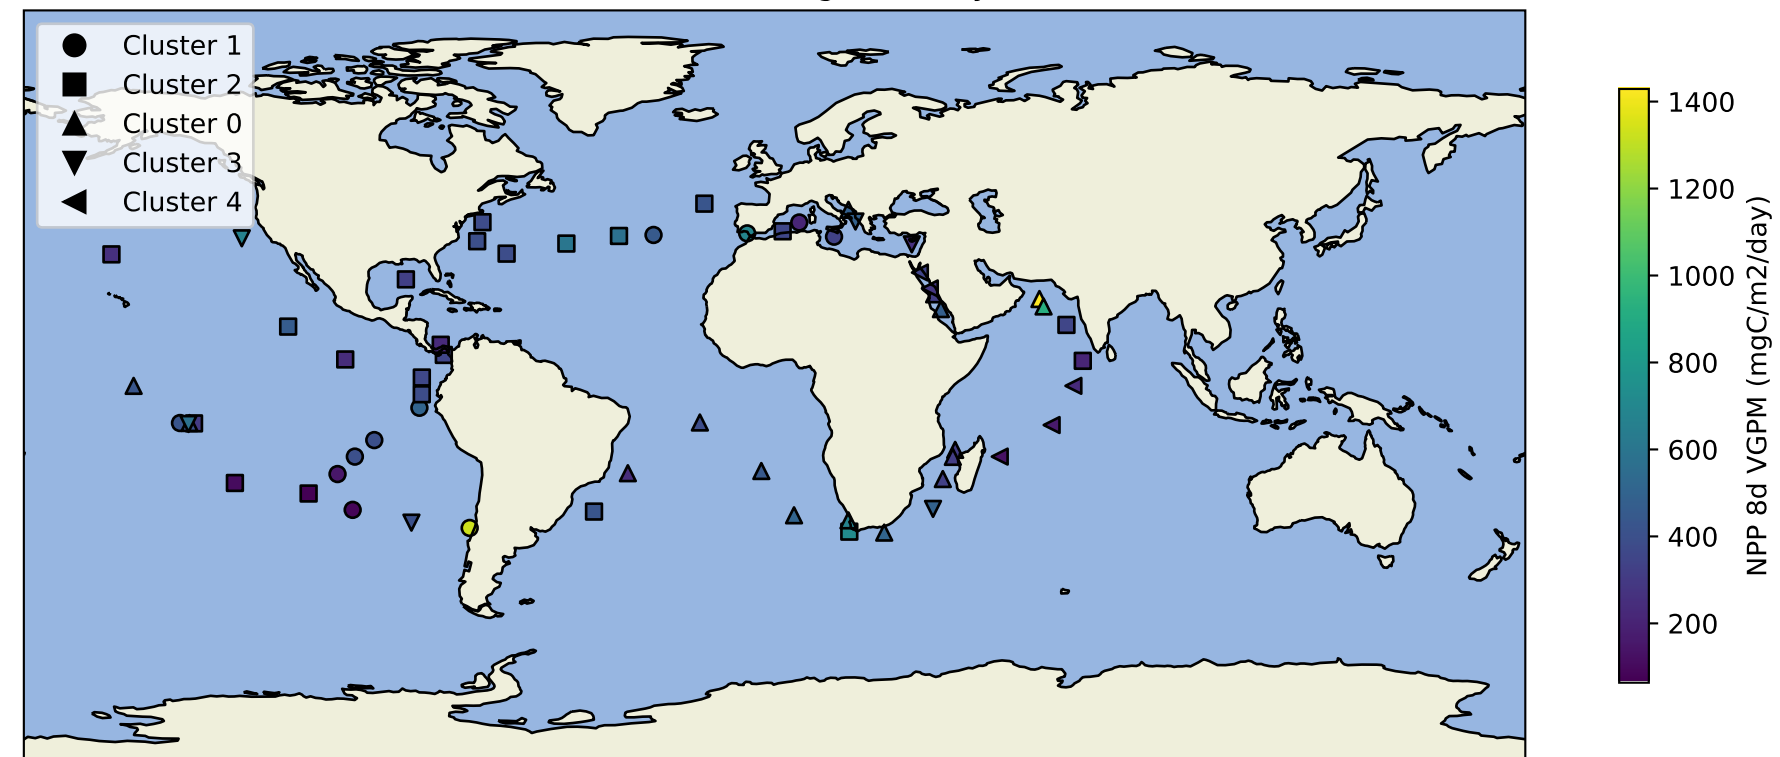 Cluster 1
Cluster 2
Cluster 0
Cluster 3
Cluster 4
1400
1200
1000
800
600
400
200
NPP 8d VGPM (mgC/m2/day)